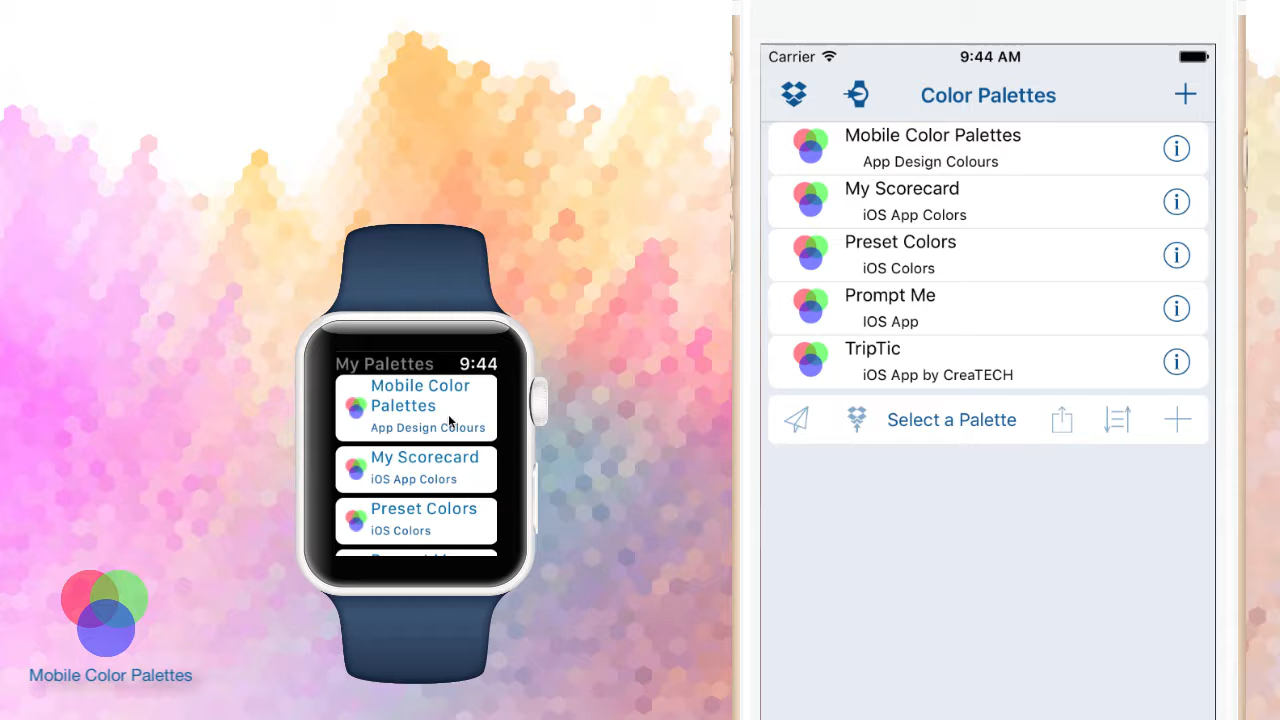 Carrier 9:44 AM
Color Palettes
Mobile Color Palettes
App Design Colours
My Scorecard
iOS App Colors
Preset Colors
iOS Colors
Prompt Me
IOS App
TripTic
iOS App by CreaTECH
Select a Palette
My Palettes 9:44
Mobile Color
Palettes
App Design Colours
My Scorecard
iOS App Colors
Preset Colors
iOS Colors
Mobile Color Palettes